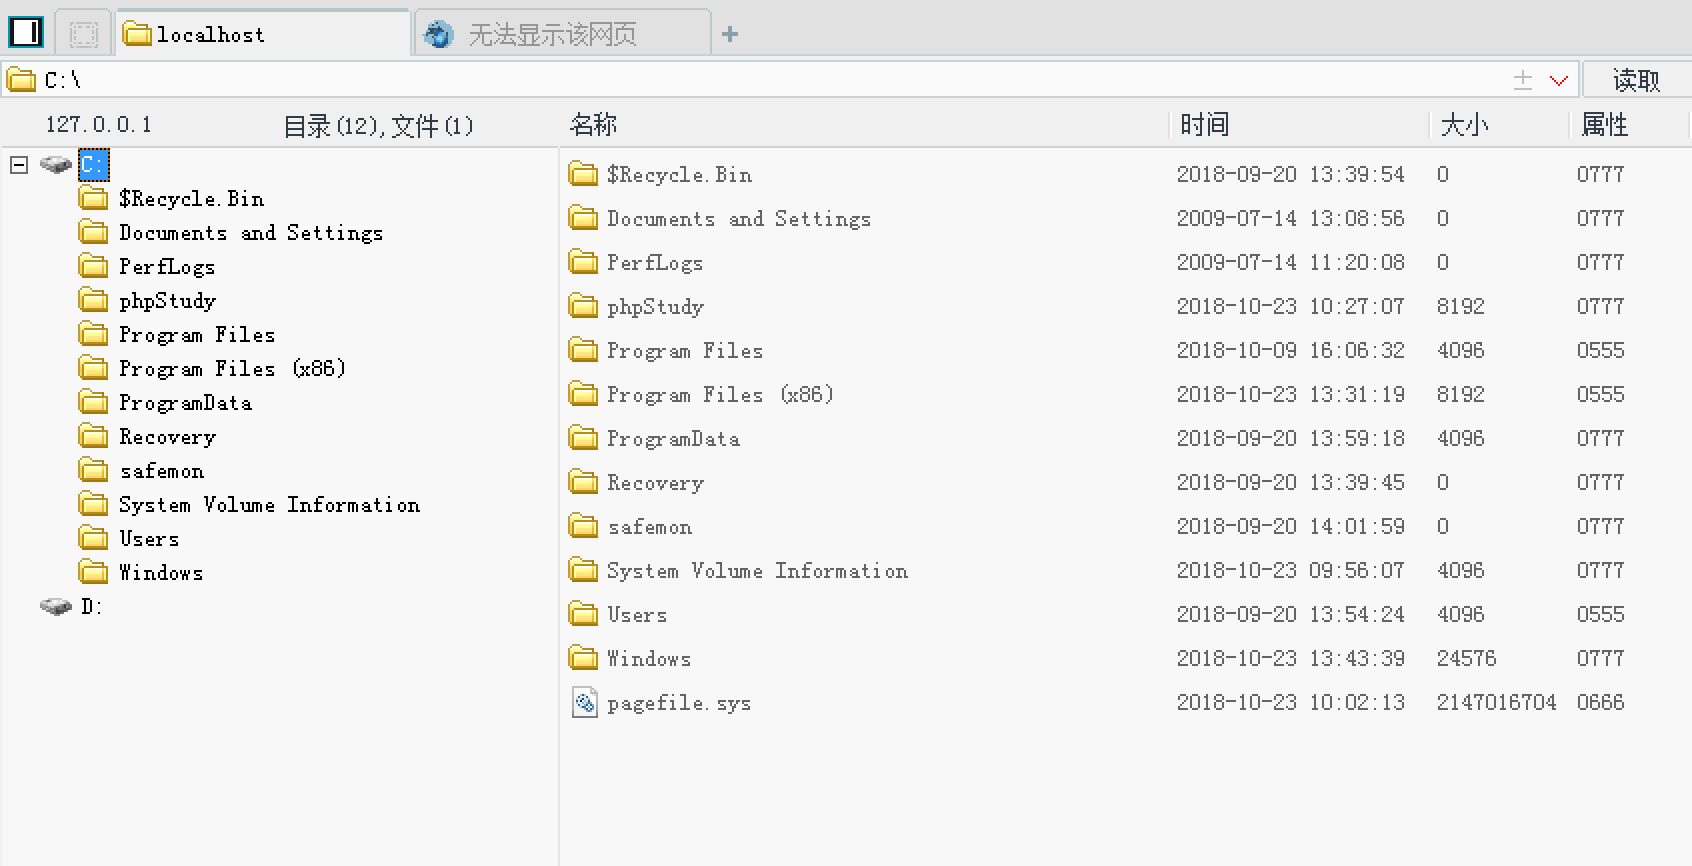 localhost 无法显示该网页 +
C:\ 读取
127.0.0.1 目录(12),文件(1) 名称 时间 大小 属性
C:
$Recycle.Bin
Documents and Settings
PerfLogs
phpStudy
Program Files
Program Files (x86)
ProgramData
Recovery
safemon
System Volume Information
Users
Windows
D:
$Recycle.Bin 2018-09-20 13:39:54 0 0777
Documents and Settings 2009-07-14 13:08:56 0 0777
PerfLogs 2009-07-14 11:20:08 0 0777
phpStudy 2018-10-23 10:27:07 8192 0777
Program Files 2018-10-09 16:06:32 4096 0555
Program Files (x86) 2018-10-23 13:31:19 8192 0555
ProgramData 2018-09-20 13:59:18 4096 0777
Recovery 2018-09-20 13:39:45 0 0777
safemon 2018-09-20 14:01:59 0 0777
System Volume Information 2018-10-23 09:56:07 4096 0777
Users 2018-09-20 13:54:24 4096 0555
Windows 2018-10-23 13:43:39 24576 0777
pagefile.sys 2018-10-23 10:02:13 2147016704 0666